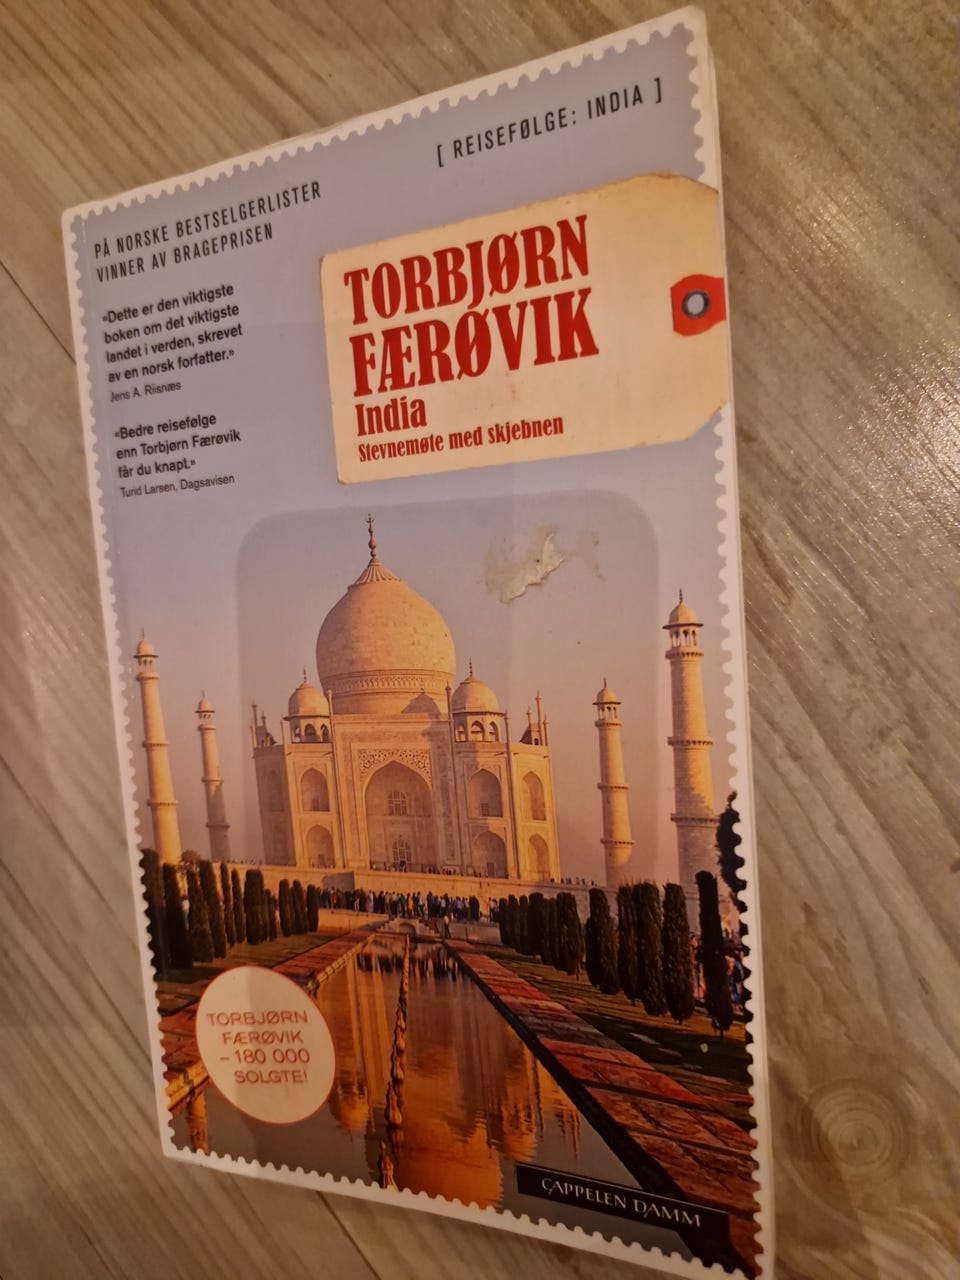 [ REISEFØLGE: INDIA ]
PÅ NORSKE BESTSELGERLISTER
VINNER AV BRAGEPRISEN
«Dette er den viktigste
boken om det viktigste
landet i verden, skrevet
av en norsk forfatter.»
Jens A. Riisnæs
«Bedre reisefølge
enn Torbjørn Færøvik
får du knapt.»
Turid Larsen, Dagsavisen
TORBJØRN
FÆRØVIK
India
Stevnemøte med skjebnen
TORBJØRN
FÆRØVIK
– 180 000
SOLGTE!
CAPPELEN DAMM